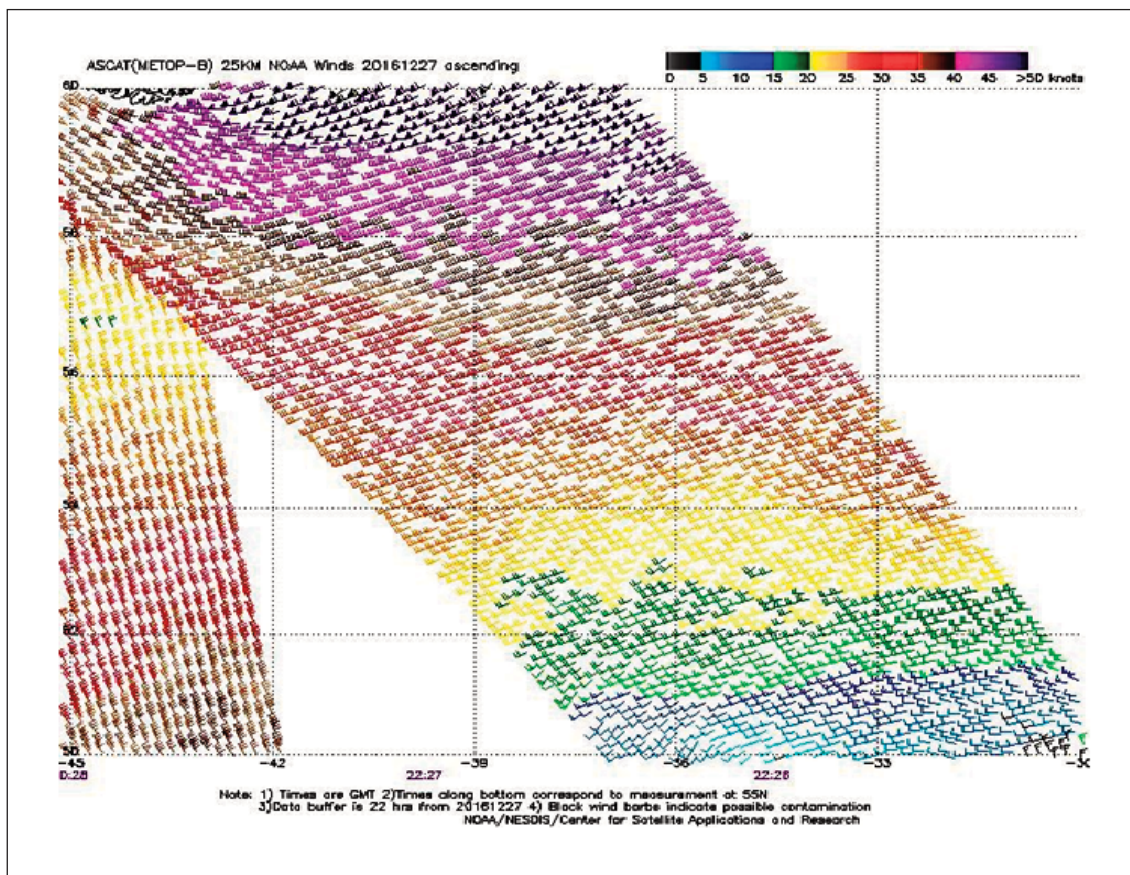 ASCAT(METOP-B) 25KM NOAA Winds 20161227 ascending
0 5 10 15 20 25 30 35 40 45 >50 knots
60
58
56
54
52
50
-45 -42 -39 -36 -33 -30
0:28 22:27 22:26
Note: 1) Times are GMT 2)Times along bottom correspond to measurement at 55N
3)Data buffer is 22 hrs from 20161227 4) Black wind barbs indicate possible contamination
NOAA/NESDIS/Center for Satellite Applications and Research